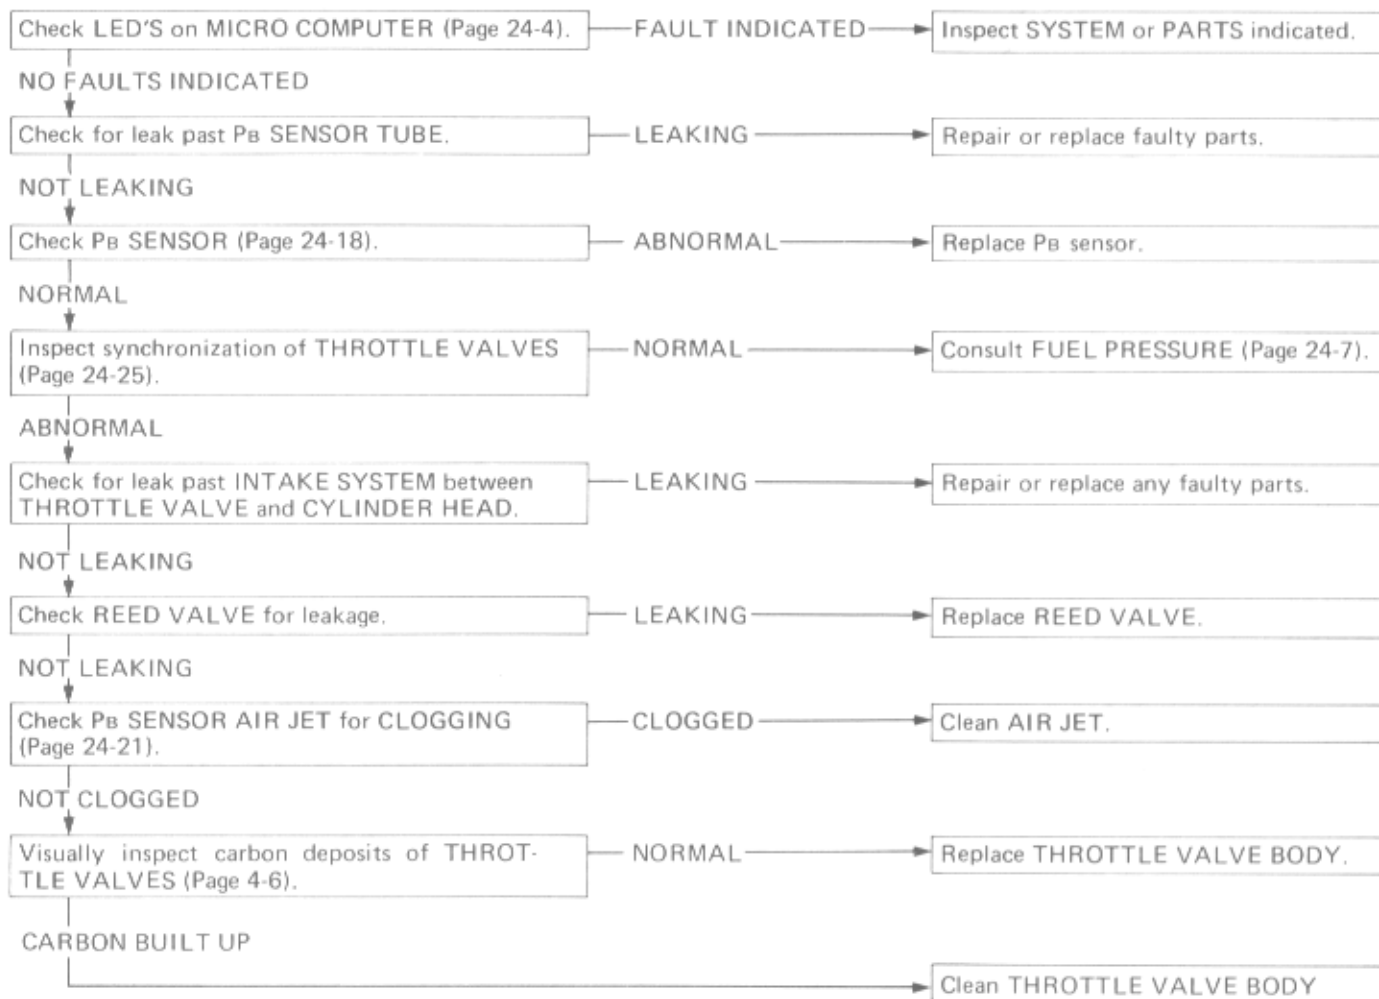 Check LED'S on MICRO COMPUTER (Page 24-4).
FAULT INDICATED
Inspect SYSTEM or PARTS indicated.
NO FAULTS INDICATED
Check for leak past PB SENSOR TUBE.
LEAKING
Repair or replace faulty parts.
NOT LEAKING
Check PB SENSOR (Page 24-18).
ABNORMAL
Replace PB sensor.
NORMAL
Inspect synchronization of THROTTLE VALVES
(Page 24-25).
NORMAL
Consult FUEL PRESSURE (Page 24-7).
ABNORMAL
Check for leak past INTAKE SYSTEM between
THROTTLE VALVE and CYLINDER HEAD.
LEAKING
Repair or replace any faulty parts.
NOT LEAKING
Check REED VALVE for leakage.
LEAKING
Replace REED VALVE.
NOT LEAKING
Check PB SENSOR AIR JET for CLOGGING
(Page 24-21).
CLOGGED
Clean AIR JET.
NOT CLOGGED
Visually inspect carbon deposits of THROT-
TLE VALVES (Page 4-6).
NORMAL
Replace THROTTLE VALVE BODY.
CARBON BUILT UP
Clean THROTTLE VALVE BODY